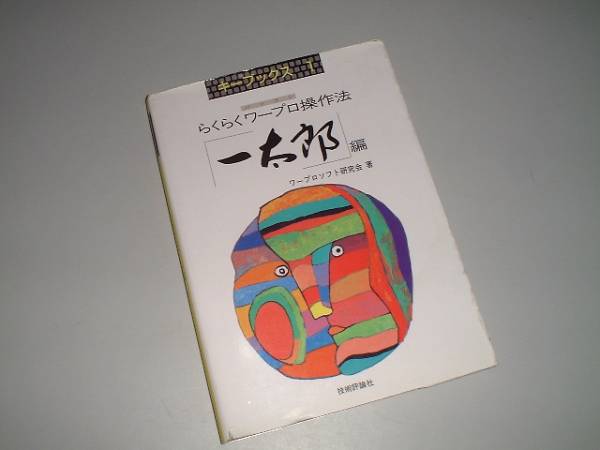 キーブックス 1
らくらくワープロ操作法
一太郎 編
ワープロソフト研究会 著
技術評論社